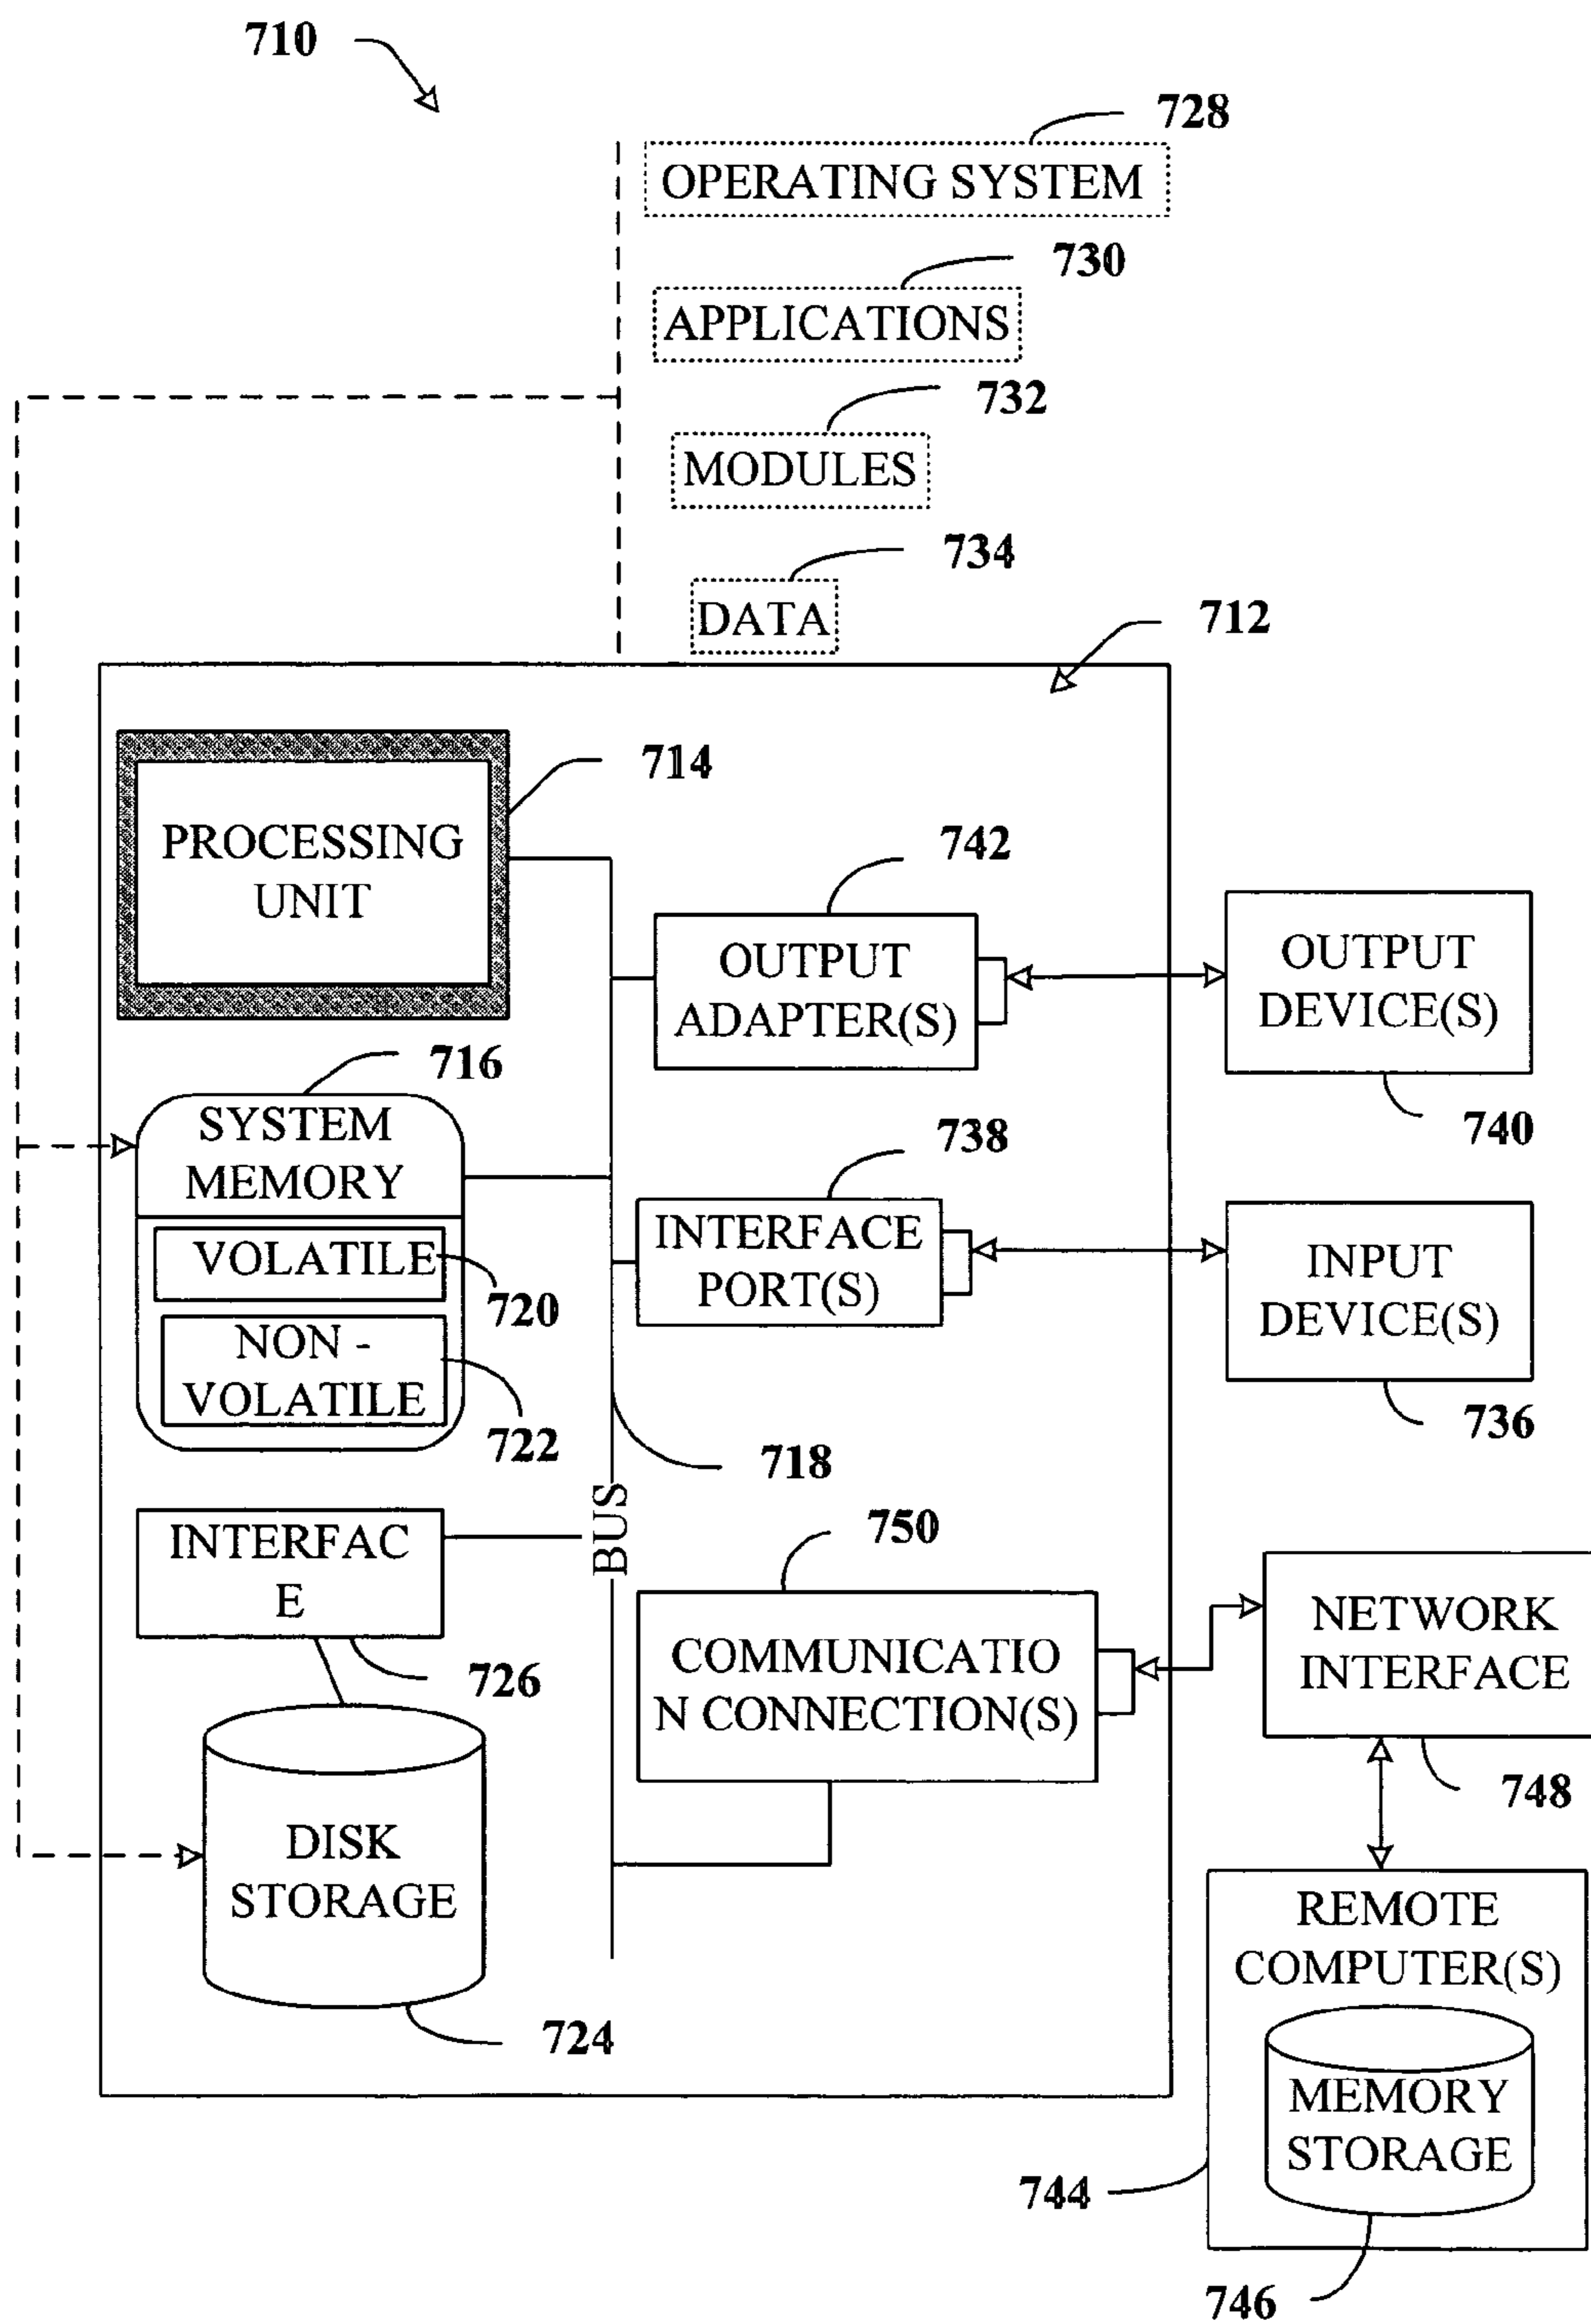 710
728
OPERATING SYSTEM
730
APPLICATIONS
732
MODULES
734
DATA
712
714
PROCESSING
UNIT
742
OUTPUT
ADAPTER(S)
OUTPUT
DEVICE(S)
740
716
SYSTEM
MEMORY
VOLATILE
720
NON -
VOLATILE
722
738
INTERFACE
PORT(S)
INPUT
DEVICE(S)
736
718
BUS
INTERFAC
E
726
750
COMMUNICATIO
N CONNECTION(S)
NETWORK
INTERFACE
748
DISK
STORAGE
724
REMOTE
COMPUTER(S)
MEMORY
STORAGE
744
746